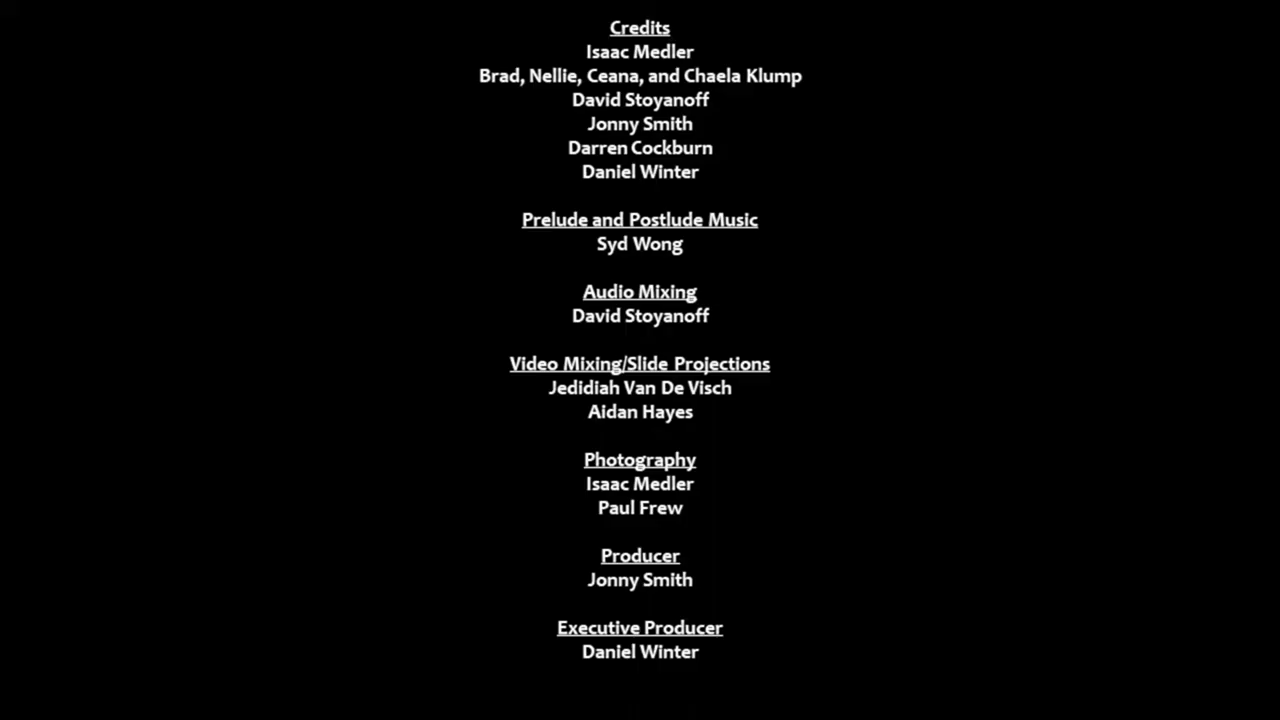 Credits
Isaac Medler
Brad, Nellie, Ceana, and Chaela Klump
David Stoyanoff
Jonny Smith
Darren Cockburn
Daniel Winter
Prelude and Postlude Music
Syd Wong
Audio Mixing
David Stoyanoff
Video Mixing/Slide Projections
Jedidiah Van De Visch
Aidan Hayes
Photography
Isaac Medler
Paul Frew
Producer
Jonny Smith
Executive Producer
Daniel Winter